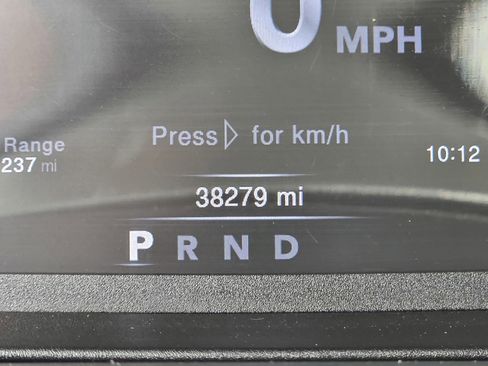 0 MPH
Range
237 mi
Press ▷ for km/h
10:12
38279 mi
P R N D